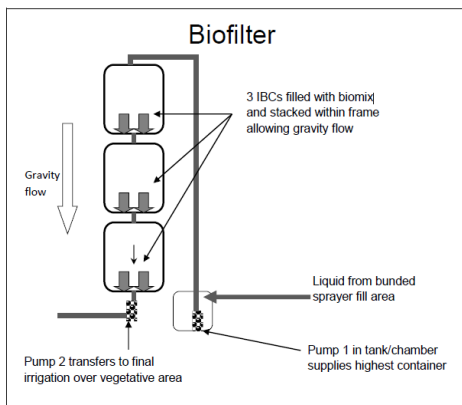 Biofilter
3 IBCs filled with biomix
and stacked within frame
allowing gravity flow
Gravity
flow
Liquid from bunded
sprayer fill area
Pump 2 transfers to final
irrigation over vegetative area
Pump 1 in tank/chamber
supplies highest container